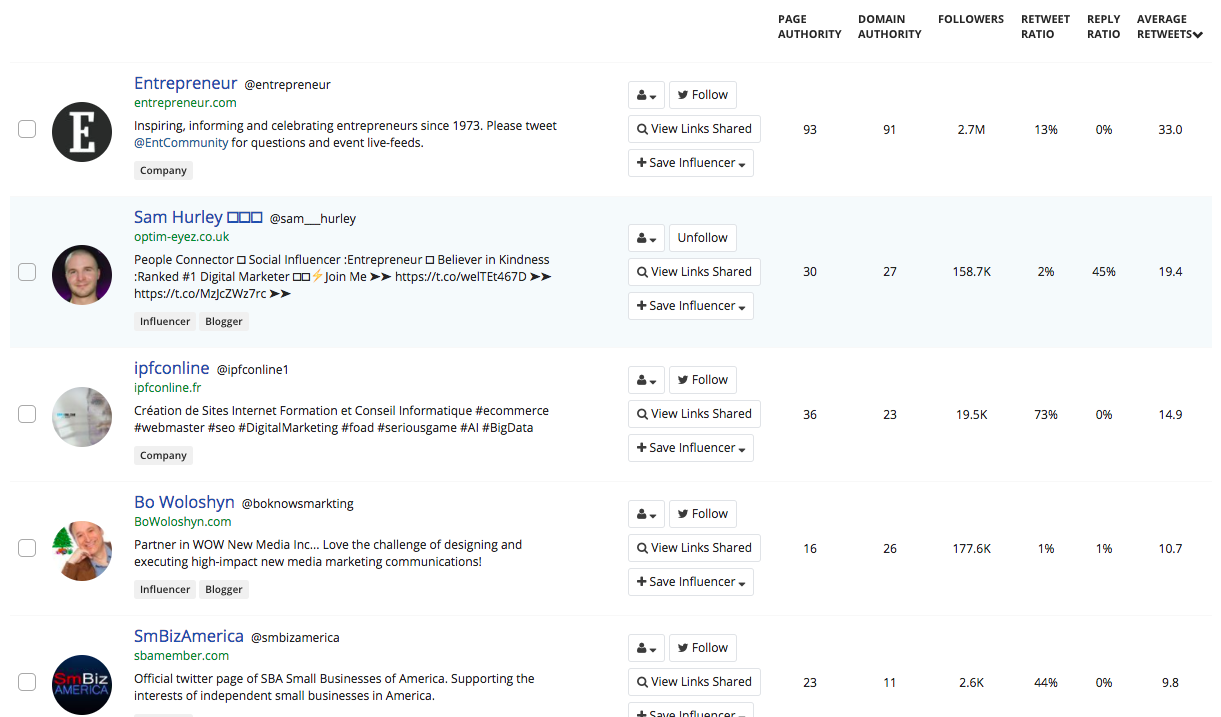 PAGE AUTHORITY DOMAIN AUTHORITY FOLLOWERS RETWEET RATIO REPLY RATIO AVERAGE RETWEETS
E
Entrepreneur @entrepreneur
entrepreneur.com
Inspiring, informing and celebrating entrepreneurs since 1973. Please tweet
@EntCommunity for questions and event live-feeds.
Company
Follow
View Links Shared
Save Influencer
93 91 2.7M 13% 0% 33.0
Sam Hurley @sam___hurley
optim-eyez.co.uk
People Connector □ Social Influencer :Entrepreneur □ Believer in Kindness
:Ranked #1 Digital Marketer □□⚡Join Me ➤➤ https://t.co/welTEt467D ➤➤
https://t.co/MzJcZWz7rc ➤➤
Influencer Blogger
Unfollow
View Links Shared
Save Influencer
30 27 158.7K 2% 45% 19.4
ipfconline @ipfconline1
ipfconline.fr
Création de Sites Internet Formation et Conseil Informatique #ecommerce
#webmaster #seo #DigitalMarketing #foad #seriousgame #AI #BigData
Company
Follow
View Links Shared
Save Influencer
36 23 19.5K 73% 0% 14.9
Bo Woloshyn @boknowsmarkting
BoWoloshyn.com
Partner in WOW New Media Inc... Love the challenge of designing and
executing high-impact new media marketing communications!
Influencer Blogger
Follow
View Links Shared
Save Influencer
16 26 177.6K 1% 1% 10.7
SmBiz
AMERICA
SmBizAmerica @smbizamerica
sbamember.com
Official twitter page of SBA Small Businesses of America. Supporting the
interests of independent small businesses in America.
Follow
View Links Shared
Save Influencer
23 11 2.6K 44% 0% 9.8